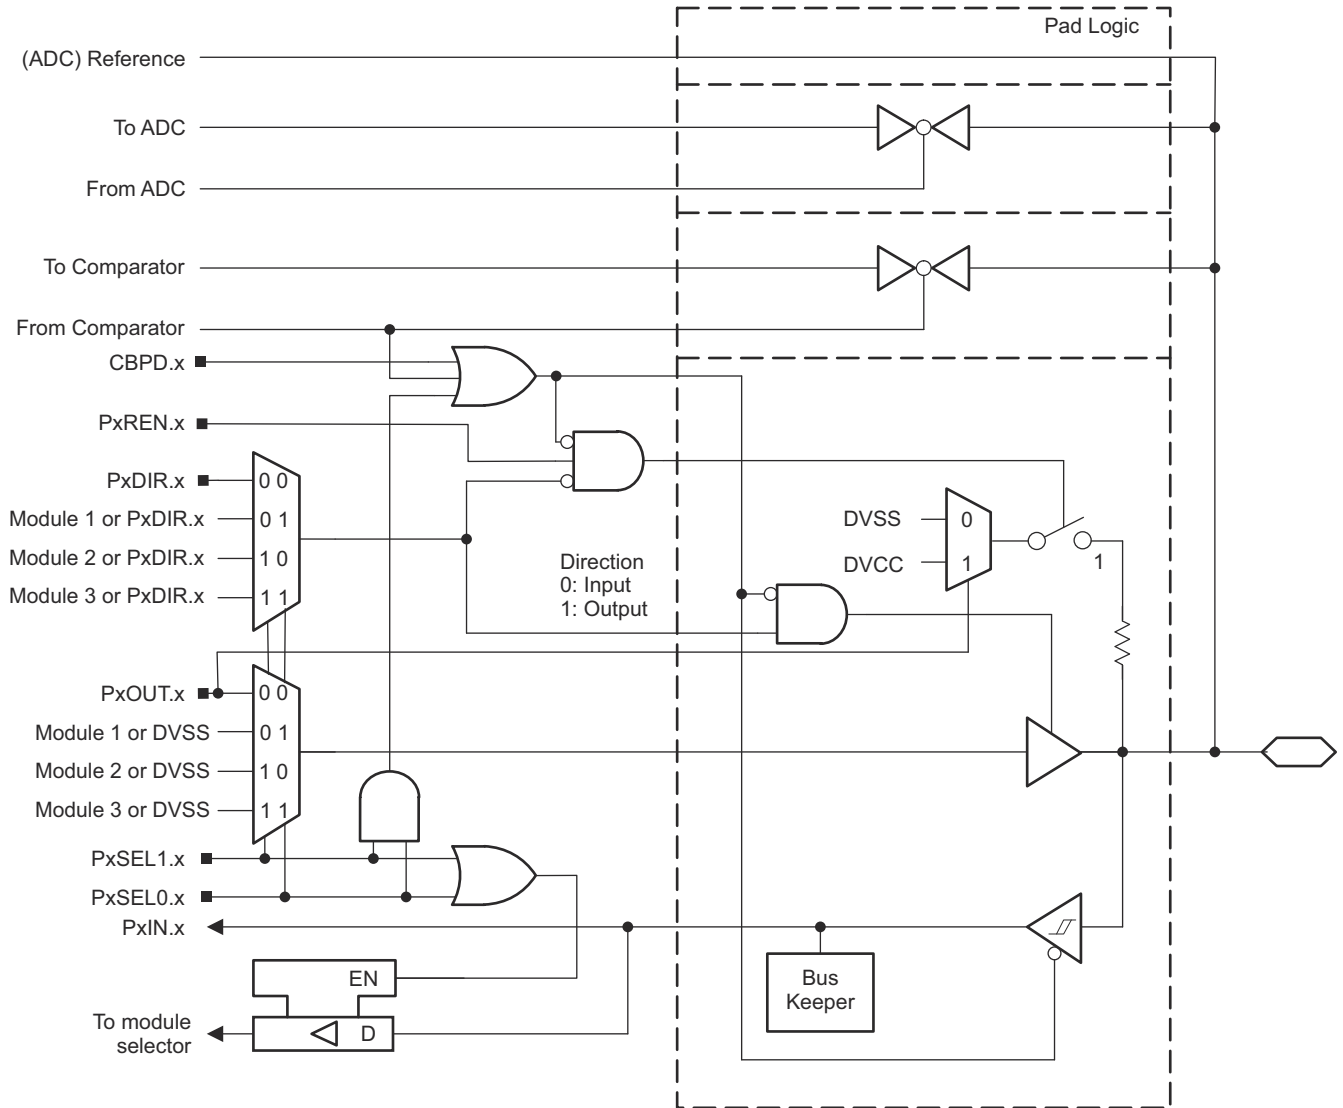 Pad Logic
(ADC) Reference
To ADC
From ADC
To Comparator
From Comparator
CBPD.x
PxREN.x
PxDIR.x
0 0
Module 1 or PxDIR.x
0 1
Module 2 or PxDIR.x
1 0
Module 3 or PxDIR.x
1 1
Direction
0: Input
1: Output
DVSS
0
DVCC
1
1
PxOUT.x
0 0
Module 1 or DVSS
0 1
Module 2 or DVSS
1 0
Module 3 or DVSS
1 1
PxSEL1.x
PxSEL0.x
PxIN.x
EN
Bus
Keeper
To module
selector
D